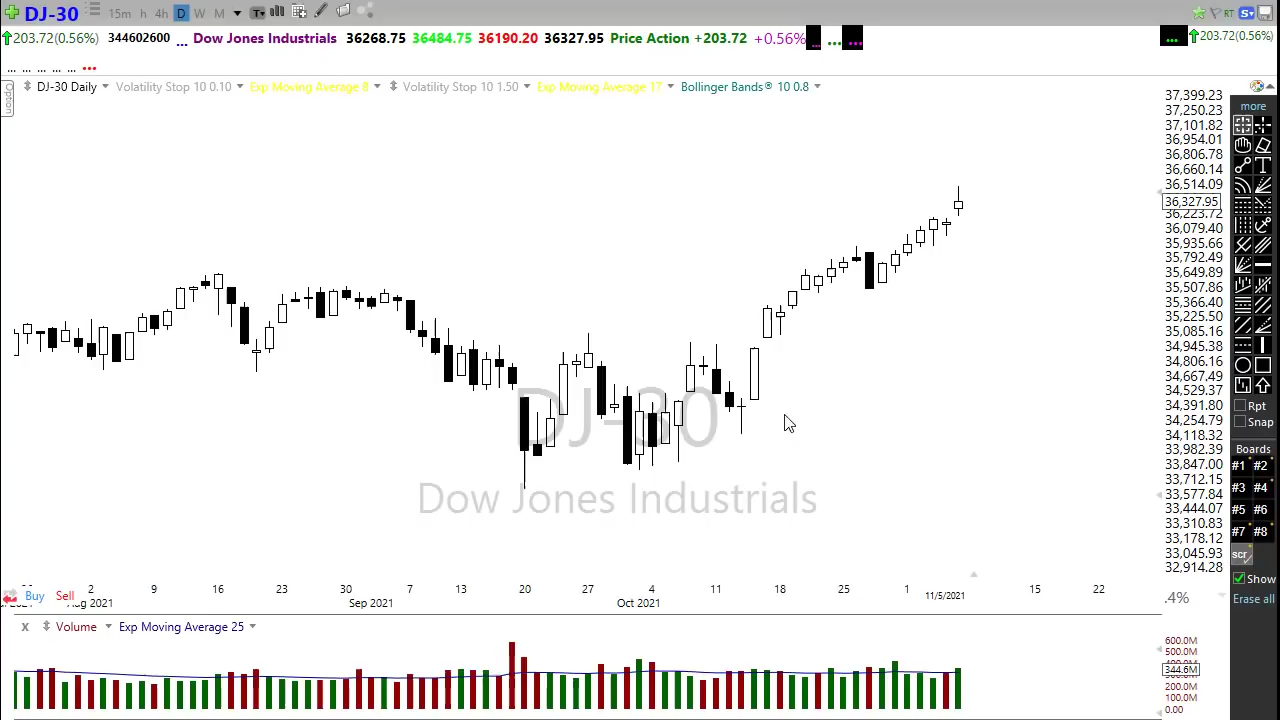 DJ-30 15m h 4h D W M T RT S
203.72(0.56%) 344602600 ... Dow Jones Industrials 36268.75 36484.75 36190.20 36327.95 Price Action +203.72 +0.56% ... ... ... ... 203.72(0.56%)
... ... ... ... ... ...
Option
DJ-30 Daily Volatility Stop 10 0.10 Exp Moving Average 8 Volatility Stop 10 1.50 Exp Moving Average 17 Bollinger Bands® 10 0.8
37,399.23
37,250.23
37,101.82
36,954.01
36,806.78
36,660.14
36,514.09
36,327.95
36,223.72
36,079.40
35,935.66
35,792.49
35,649.89
35,507.86
35,366.40
35,225.50
35,085.16
34,945.38
34,806.16
34,667.49
34,529.37
34,391.80
34,254.79
34,118.32
33,982.39
33,847.00
33,577.84
33,444.07
33,310.83
33,178.12
33,045.93
32,914.28
more
T
Rpt
Snap
Boards
#1 #2
#3 #4
#5 #6
#7 #8
scr
Show
Erase all
DJ-30
Dow Jones Industrials
2 9 16 23 30 7 13 20 27 4 11 18 25 1 11/5/2021 15 22
Buy Sell
Aug 2021 Sep 2021 Oct 2021
.4%
X Volume Exp Moving Average 25
600.0M
500.0M
344.6M
200.0M
100.0M
0.00